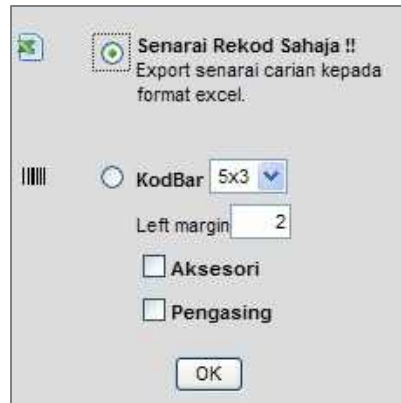 Senarai Rekod Sahaja !!
Export senarai carian kepada
format excel.
KodBar 5x3
Left margin 2
Aksesori
Pengasing
OK